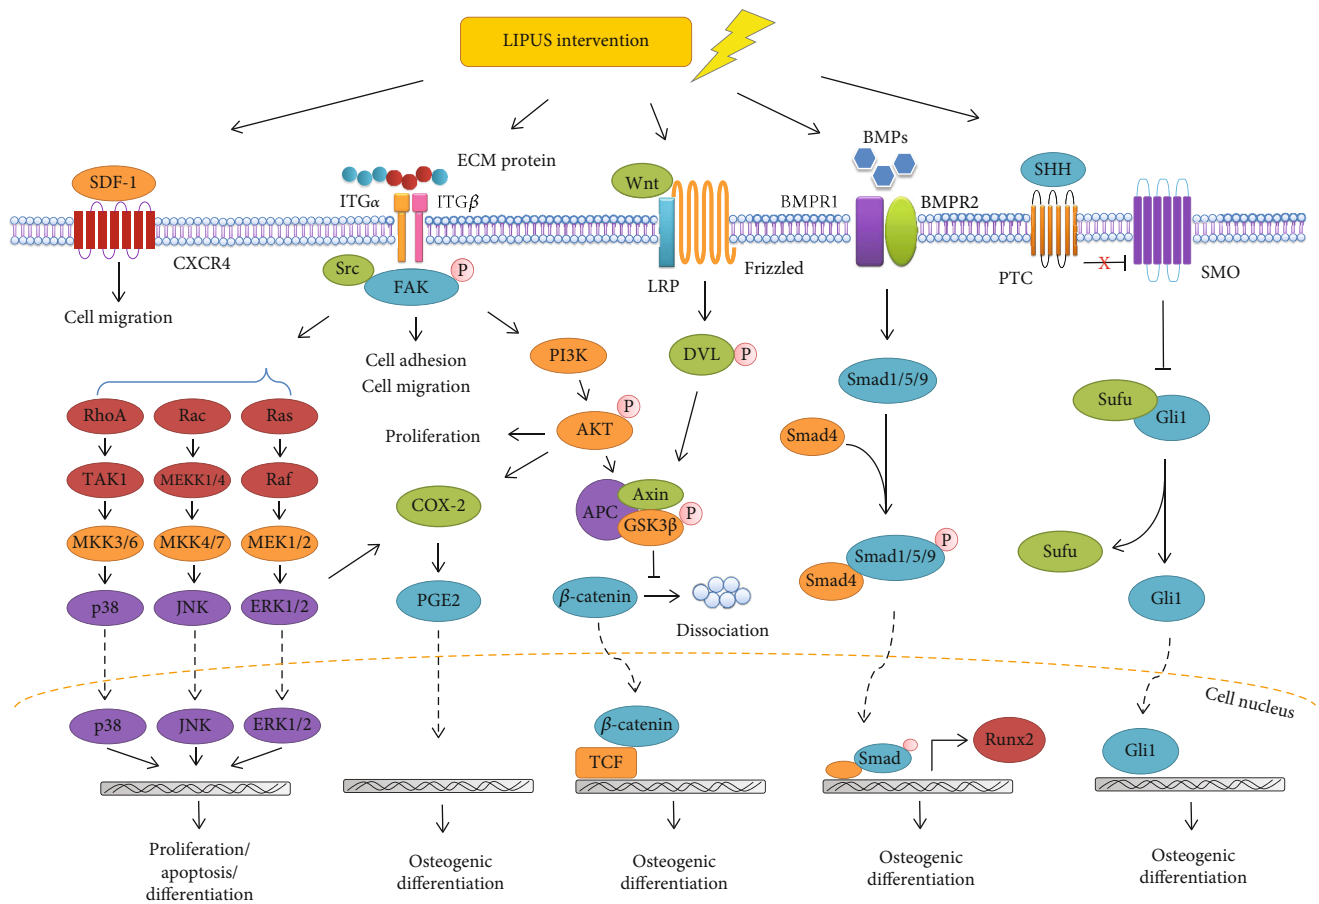 LIPUS intervention
SDF-1
CXCR4
Cell migration
ECM protein
ITGα
ITGβ
Src
FAK
P
Cell adhesion
Cell migration
Wnt
LRP
Frizzled
BMPs
BMPR1
BMPR2
SHH
PTC
X
SMO
RhoA
Rac
Ras
TAK1
MEKK1/4
Raf
MKK3/6
MKK4/7
MEK1/2
p38
JNK
ERK1/2
p38
JNK
ERK1/2
Proliferation/
apoptosis/
differentiation
PI3K
AKT
P
Proliferation
COX-2
PGE2
Osteogenic
differentiation
DVL
P
APC
Axin
GSK3β
P
β-catenin
Dissociation
β-catenin
TCF
Osteogenic
differentiation
Smad1/5/9
Smad4
Smad1/5/9
P
Smad4
Smad
Runx2
Osteogenic
differentiation
Sufu
Gli1
Sufu
Gli1
Cell nucleus
Gli1
Osteogenic
differentiation